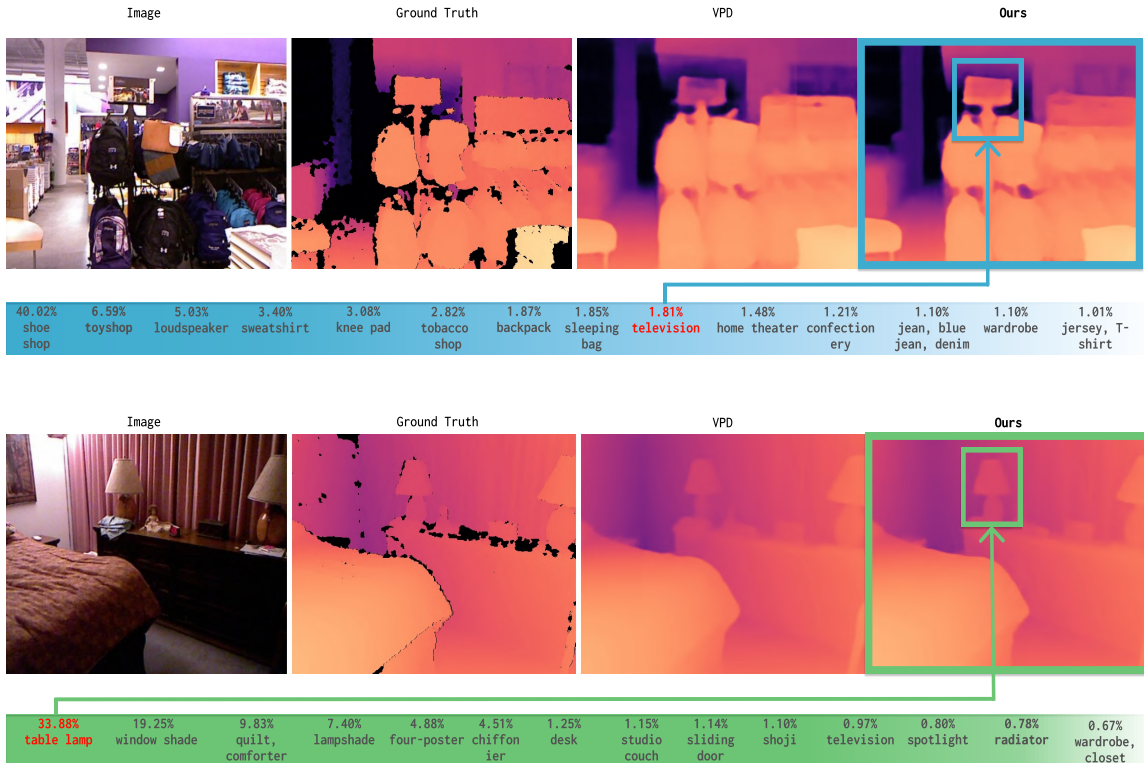 Image Ground Truth VPD Ours
40.02% 6.59% 5.03% 3.40% 3.08% 2.82% 1.87% 1.85% 1.81% 1.48% 1.21% 1.10% 1.10% 1.01%
shoe toyshop loudspeaker sweatshirt knee pad tobacco backpack sleeping television home theater confection jean, blue wardrobe jersey, T-
shop shop bag ery jean, denim shirt
Image Ground Truth VPD Ours
33.88% 19.25% 9.83% 7.40% 4.88% 4.51% 1.25% 1.15% 1.14% 1.10% 0.97% 0.80% 0.78% 0.67%
table lamp window shade quilt, lampshade four-poster chiffon desk studio sliding shoji television spotlight radiator wardrobe,
comforter ier couch door closet